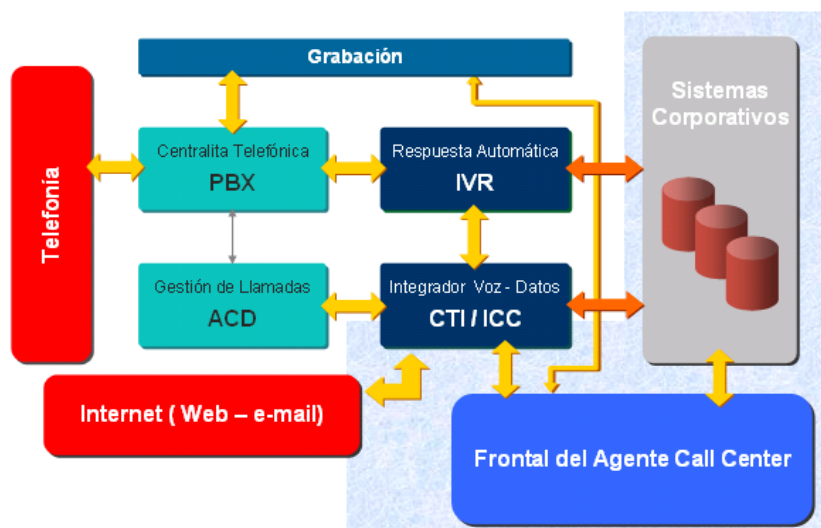 Grabación
Sistemas
Corporativos
Telefonía
Centralita Telefónica
PBX
Respuesta Automática
IVR
Gestión de Llamadas
ACD
Integrador Voz - Datos
CTI / ICC
Internet ( Web – e-mail)
Frontal del Agente Call Center